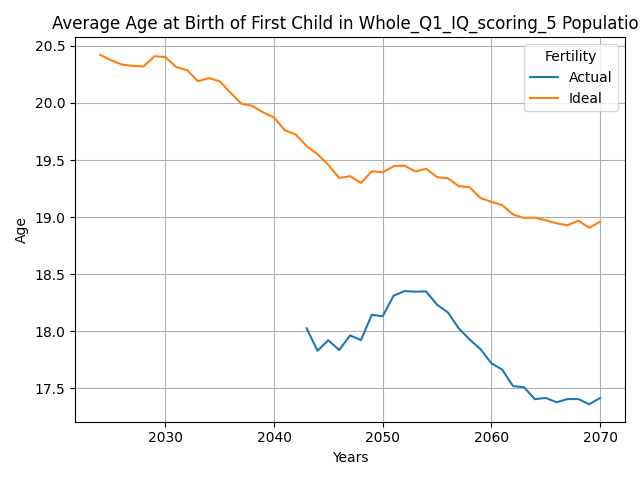 Average Age at Birth of First Child in Whole_Q1_IQ_scoring_5 Populatio
Fertility
Actual
Ideal
20.5
20.0
19.5
19.0
18.5
18.0
17.5
Age
2030 2040 2050 2060 2070
Years